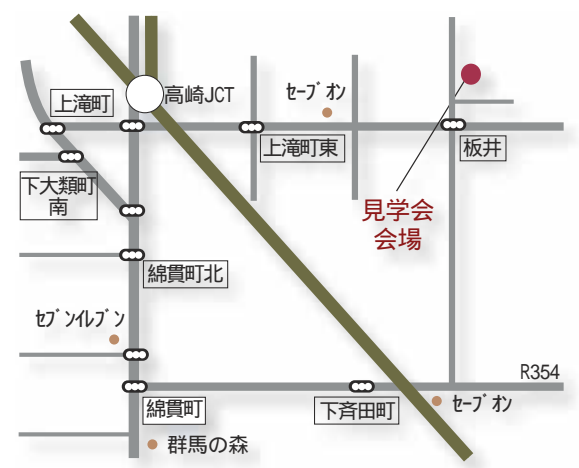 高崎JCT
ｾｰﾌﾞｵﾝ
上滝町
上滝町東
板井
下大類町
南
見学会
会場
綿貫町北
ｾﾌﾞﾝｲﾚﾌﾞﾝ
R354
綿貫町
下斉田町
ｾｰﾌﾞｵﾝ
群馬の森